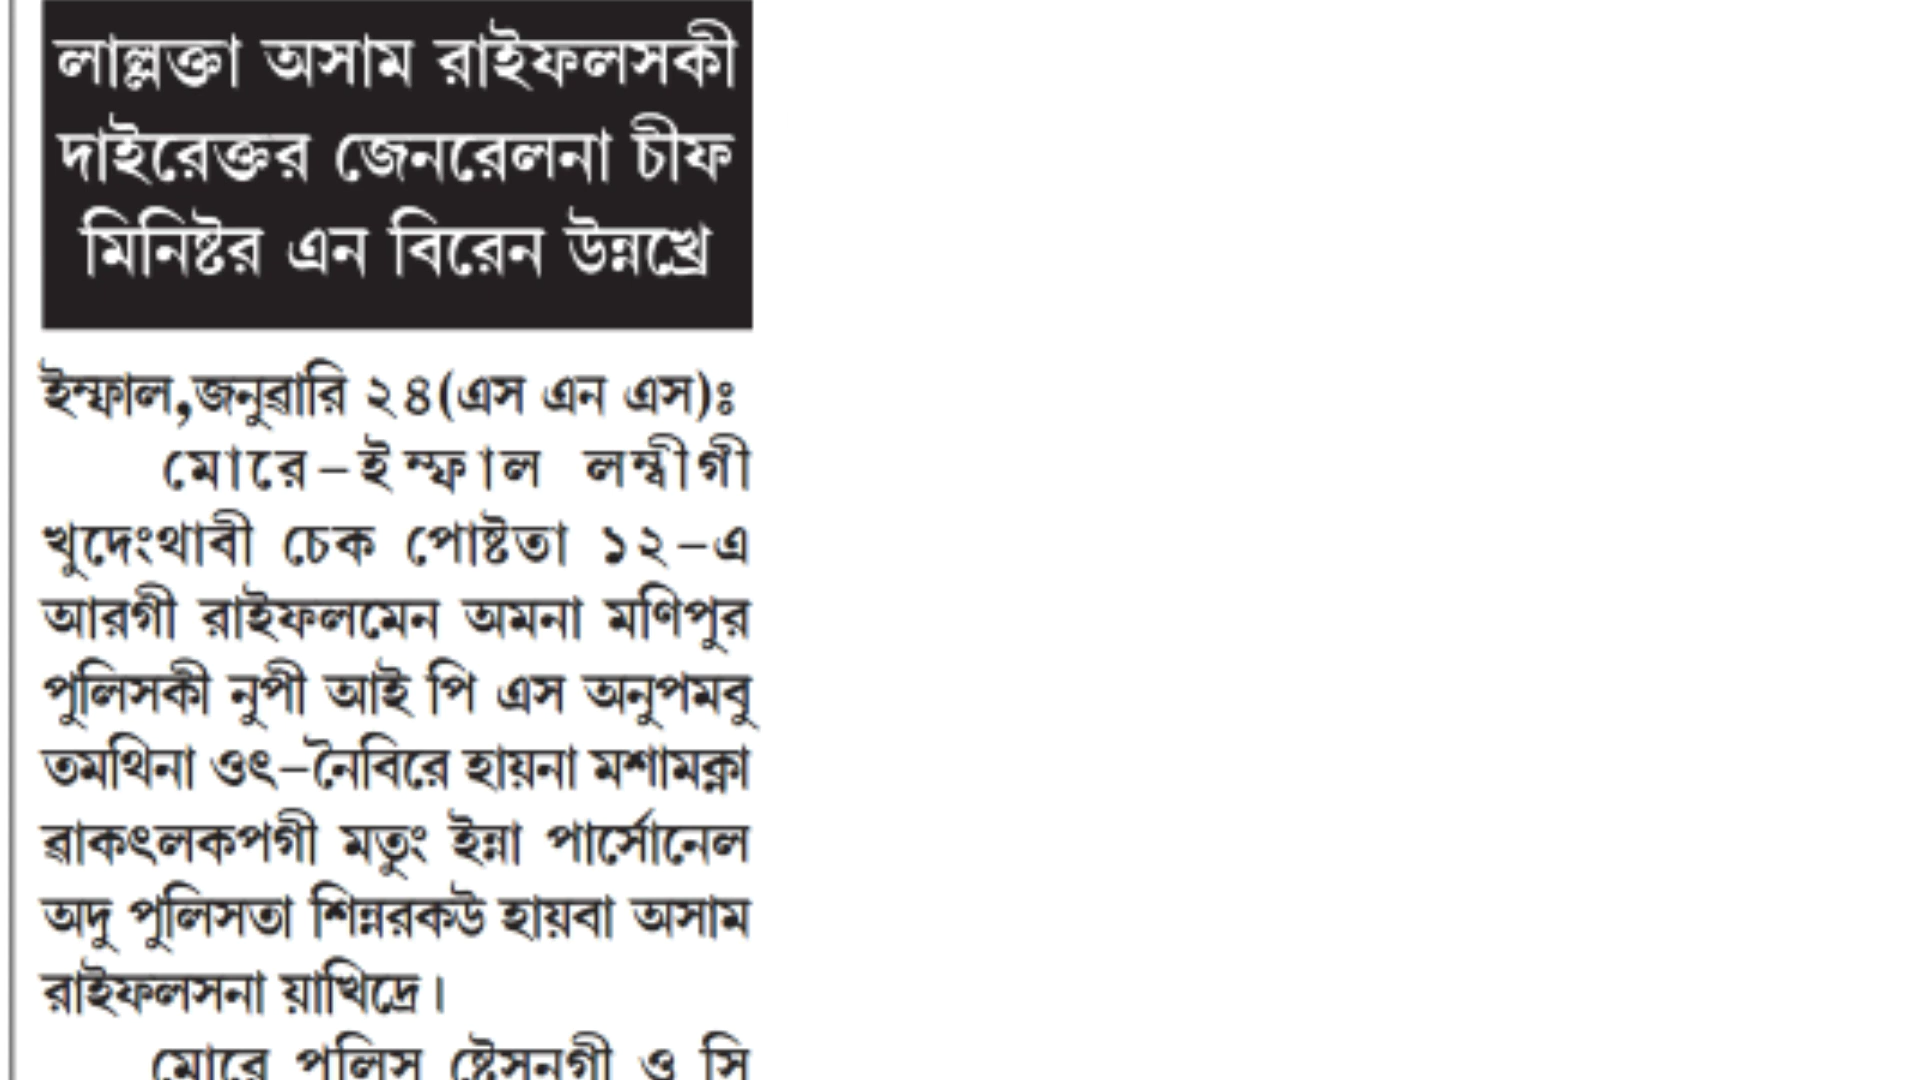 লাল্লক্তা অসাম রাইফলসকী
দাইরেক্তর জেনরেলনা চীফ
মিনিষ্টর এন বিরেন উন্নখ্রে
ইম্ফাল,জনুৱারি ২৪(এস এন এস)ঃ
মোরে-ইম্ফাল লম্বীগী
খুদেংথাবী চেক পোষ্টতা ১২-এ
আরগী রাইফলমেন অমনা মণিপুর
পুলিসকী নুপী আই পি এস অনুপমবু
তমথিনা ওৎ-নৈবিরে হায়না মশামক্না
ৱাকৎলকপগী মতুং ইন্না পার্সোনেল
অদু পুলিসতা শিন্নরকউ হায়বা অসাম
রাইফলসনা য়াখিদ্রে।
মোরে পুলিস ষ্টেসনগী ও সি